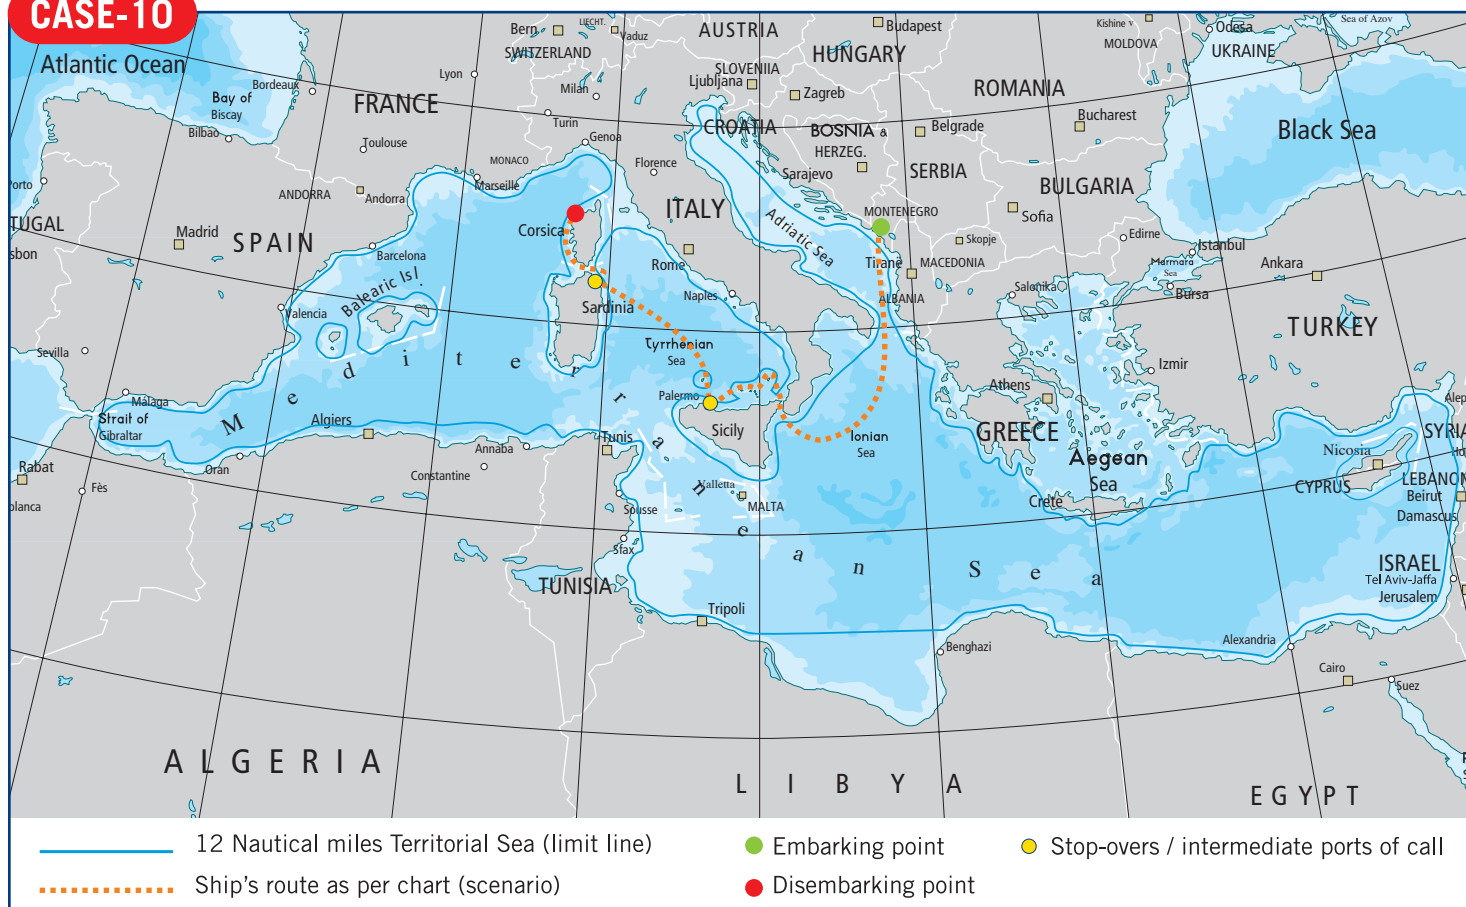 CASE-10
Atlantic Ocean
Bay of
Biscay
Bordeaux
Bilbao
Lyon
FRANCE
Toulouse
ANDORRA
Andorra
Bern
LIECHT.
Vaduz
SWITZERLAND
Milan
Turin
Genoa
MONACO
Marseille
Florence
AUSTRIA
SLOVENIIA
Ljubljana
Zagreb
CROATIA
HUNGARY
Budapest
BOSNIA &
HERZEG.
Sarajevo
Belgrade
SERBIA
ROMANIA
Bucharest
Kishine v
MOLDOVA
Odesa
UKRAINE
Sea of Azov
Black Sea
BULGARIA
Sofia
MONTENEGRO
Skopje
MACEDONIA
Tirane
ALBANIA
Adriatic Sea
ITALY
Rome
Naples
Corsica
Sardinia
Tyrrhenian
Sea
Palermo
Sicily
Valletta
MALTA
Ionian
Sea
Porto
TUGAL
sbon
Madrid
SPAIN
Barcelona
Balearic Isl
Valencia
Sevilla
Málaga
Strait of
Gibraltar
Rabat
Fès
blanca
Oran
Algiers
Constantine
Annaba
Tunis
Sousse
Sfax
TUNISIA
Tripoli
Benghazi
Mediterranean Sea
Edirne
Istanbul
Marmara
Sea
Bursa
Ankara
TURKEY
Salonika
Izmir
Athens
GREECE
Aegean
Sea
Crete
Nicosia
CYPRUS
Alep
SYRIA
LEBANON
Beirut
Damascus
ISRAEL
Tel Aviv-Jaffa
Jerusalem
Alexandria
Cairo
Suez
ALGERIA
LIBYA
EGYPT
12 Nautical miles Territorial Sea (limit line)
Embarking point
Stop-overs / intermediate ports of call
Ship's route as per chart (scenario)
Disembarking point